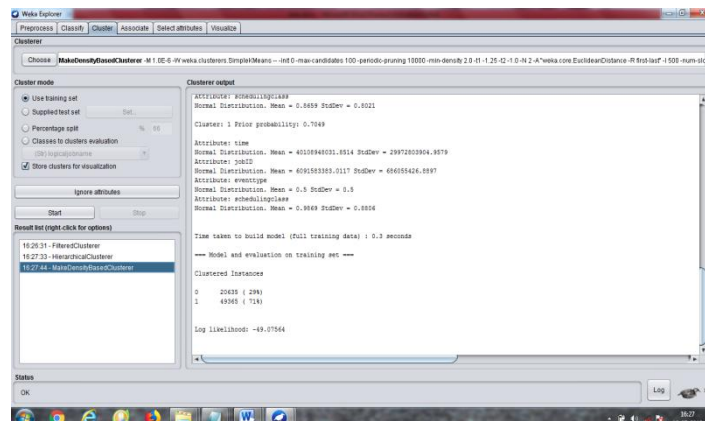 Weka Explorer
Preprocess Classify Cluster Associate Select attributes Visualize
Clusterer
Choose MakeDensityBasedClusterer -M 1.0E-6 -W weka.clusterers.SimpleKMeans -- -init 0 -max-candidates 100 -periodic-pruning 10000 -min-density 2.0 -t1 -1.25 -t2 -1.0 -N 2 -A "weka.core.EuclideanDistance -R first-last" -I 500 -num-slo
Cluster mode
Use training set
Supplied test set Set...
Percentage split % 66
Classes to clusters evaluation
(Str) logicaljobname
Store clusters for visualization
Ignore attributes
Start Stop
Result list (right-click for options)
16:26:31 - FilteredClusterer
16:27:33 - HierarchicalClusterer
16:27:44 - MakeDensityBasedClusterer
Clusterer output
Attribute: schedulingclass
Normal Distribution. Mean = 0.8659 StdDev = 0.8021
Cluster: 1 Prior probability: 0.7049
Attribute: time
Normal Distribution. Mean = 40108948031.8514 StdDev = 29972803904.9579
Attribute: jobID
Normal Distribution. Mean = 6091583383.0117 StdDev = 686055426.8897
Attribute: eventtype
Normal Distribution. Mean = 0.5 StdDev = 0.5
Attribute: schedulingclass
Normal Distribution. Mean = 0.9869 StdDev = 0.8806
Time taken to build model (full training data) : 0.3 seconds
=== Model and evaluation on training set ===
Clustered Instances
0 20635 ( 29%)
1 49365 ( 71%)
Log likelihood: -49.07564
Status
OK
Log
16:27